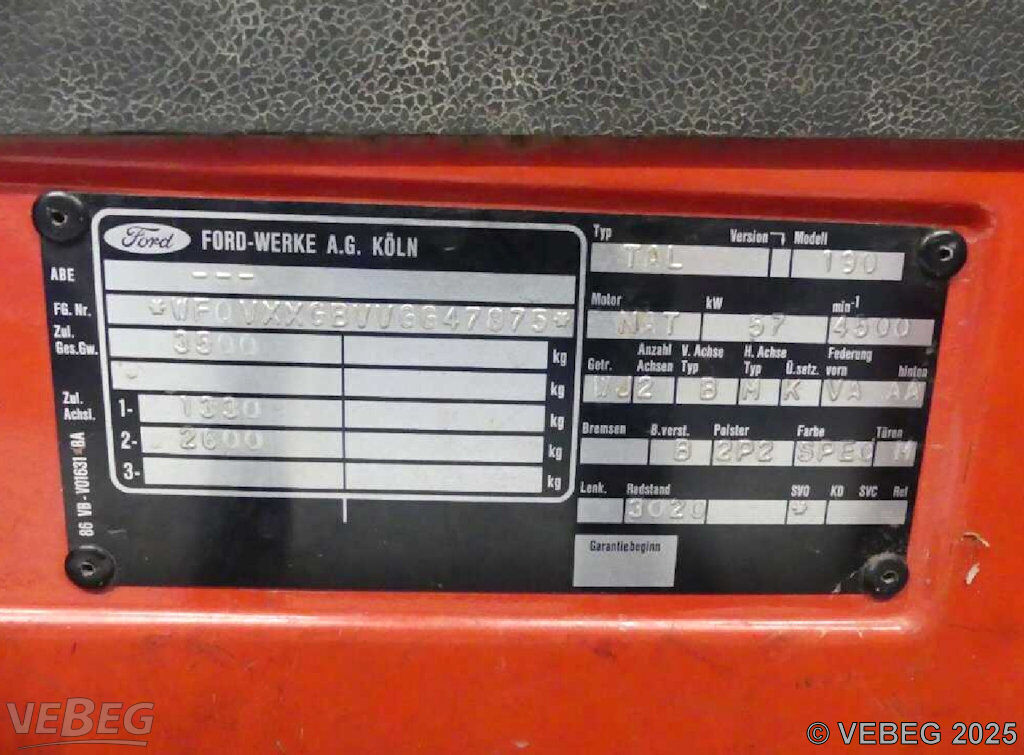 Ford FORD-WERKE A.G. KÖLN
ABE ---
FG. Nr. *WF0VXXGBVVGG47975*
Zul. Ges.Gw. 3500 kg
kg
Zul. Achsl. 1- 1330 kg
2- 2600 kg
3- kg
86 VB-V01631-BA
Typ Version Modell
TAL 190
Motor kW min-1
NAT 57 4500
Getr. Anzahl Achsen V. Achse Typ H. Achse Typ Ü.setz. Federung vorn hinten
WJ2 B M K VA AA
Bremsen B.verst. Polster Farbe Türen
B 2P2 SPEC M
Lenk. Radstand SVO KD SVC Ref
3020 *
Garantiebeginn
VEBEG
© VEBEG 2025